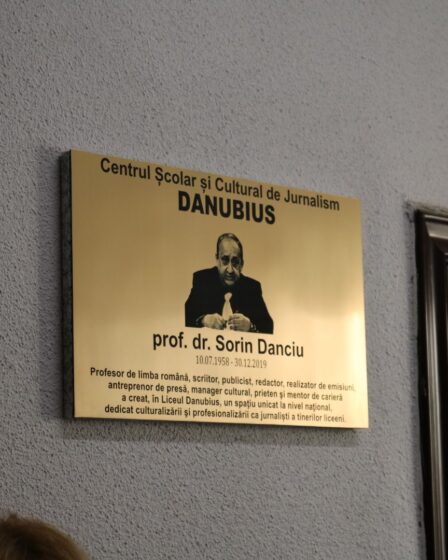 Centrul Școlar și Cultural de Jurnalism
DANUBIUS
prof. dr. Sorin Danciu
10.07.1958 - 30.12.2019
Profesor de limba română, scriitor, publicist, redactor, realizator de emisiuni,
antreprenor de presă, manager cultural, prieten și mentor de carieră
a creat, în Liceul Danubius, un spațiu unicat la nivel național,
dedicat culturalizării și profesionalizării ca jurnaliști a tinerilor liceeni.